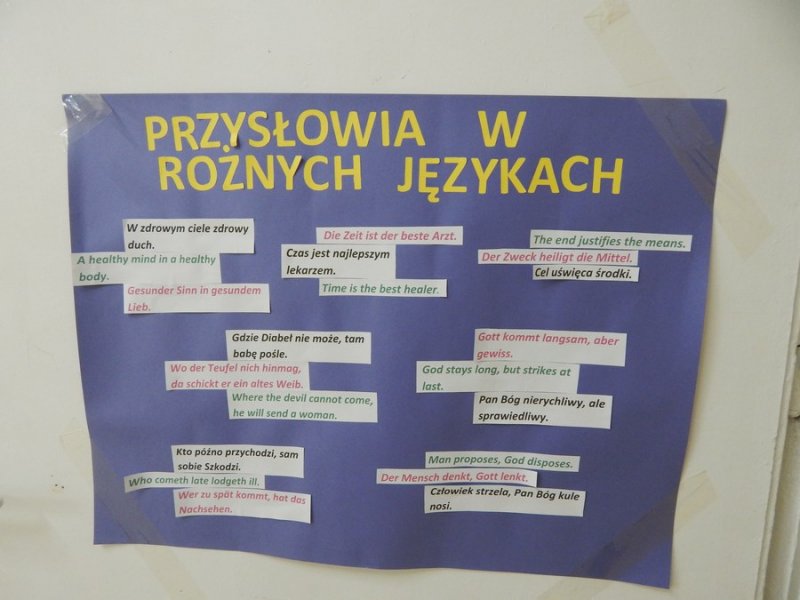 PRZYSŁOWIA W
RÓŻNYCH JĘZYKACH
W zdrowym ciele zdrowy
duch.
A healthy mind in a healthy
body.
Gesunder Sinn in gesundem
Lieb.
Die Zeit ist der beste Arzt.
Czas jest najlepszym
lekarzem.
Time is the best healer.
The end justifies the means.
Der Zweck heiligt die Mittel.
Cel uświęca środki.
Gdzie Diabeł nie może, tam
babę pośle.
Wo der Teufel nich hinmag,
da schickt er ein altes Weib.
Where the devil cannot come,
he will send a woman.
Gott kommt langsam, aber
gewiss.
God stays long, but strikes at
last.
Pan Bóg nierychliwy, ale
sprawiedliwy.
Kto późno przychodzi, sam
sobie Szkodzi.
Who cometh late lodgeth ill.
Wer zu spät kommt, hat das
Nachsehen.
Man proposes, God disposes.
Der Mensch denkt, Gott lenkt.
Człowiek strzela, Pan Bóg kule
nosi.